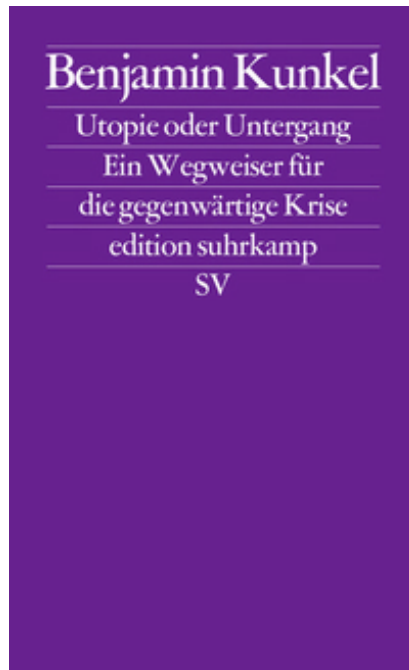 Benjamin Kunkel
Utopie oder Untergang
Ein Wegweiser für
die gegenwärtige Krise
edition suhrkamp
SV